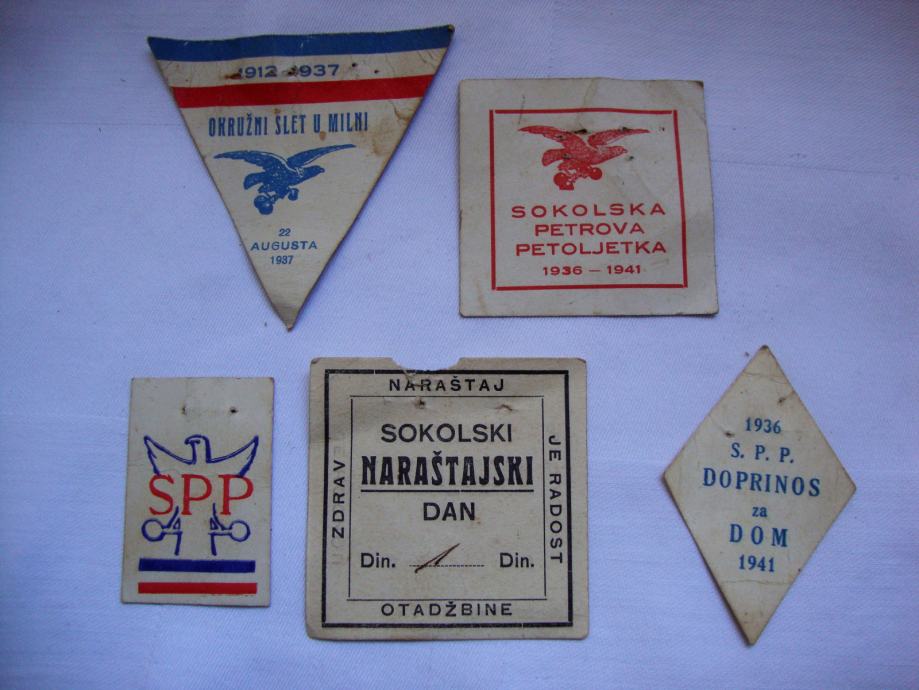 1912-1937
OKRUŽNI SLET U MILNI
22
AUGUSTA
1937
SOKOLSKA
PETROVA
PETOLJETKA
1936 – 1941
SPP
NARAŠTAJ
ZDRAV
JE RADOST
SOKOLSKI
NARAŠTAJSKI
DAN
Din. 1 Din.
OTADŽBINE
1936
S. P. P.
DOPRINOS
za
DOM
1941